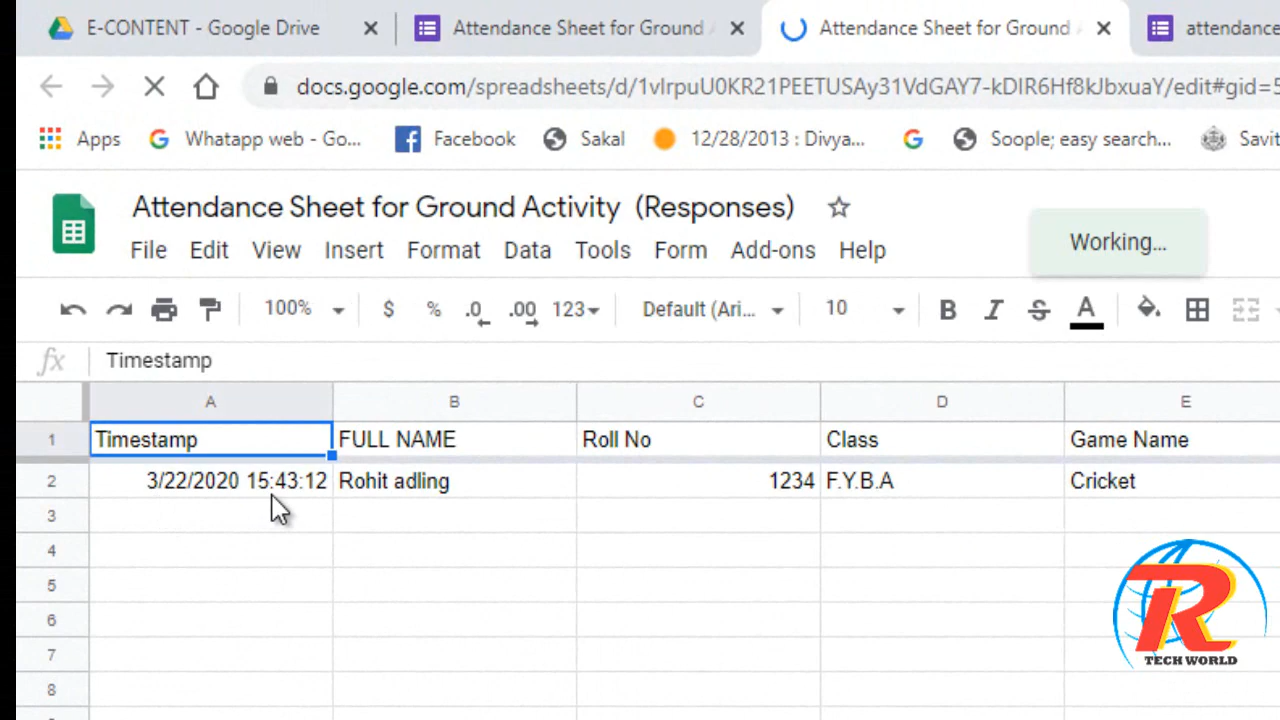 E-CONTENT - Google Drive
Attendance Sheet for Ground
Attendance Sheet for Ground
attendance
docs.google.com/spreadsheets/d/1vlrpuU0KR21PEETUSAy31VdGAY7-kDIR6Hf8kJbxuaY/edit#gid=5
Apps Whatapp web - Go... Facebook Sakal 12/28/2013 : Divya... Soople; easy search... Savit
Attendance Sheet for Ground Activity (Responses)
File Edit View Insert Format Data Tools Form Add-ons Help
Working...
100% $ % .0 .00 123 Default (Ari... 10 B I S A
fx Timestamp
A B C D E
1 Timestamp FULL NAME Roll No Class Game Name
2 3/22/2020 15:43:12 Rohit adling 1234 F.Y.B.A Cricket
3
4
5
6
7
8
R
TECH WORLD